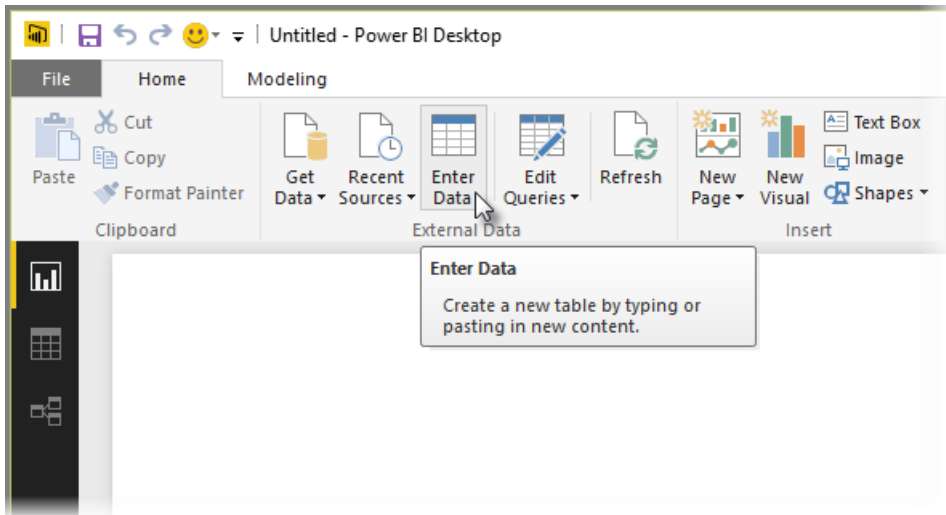 Untitled - Power BI Desktop
File Home Modeling
Cut
Copy
Format Painter
Paste
Get Data
Recent Sources
Enter Data
Edit Queries
Refresh
New Page
New Visual
Text Box
Image
Shapes
Clipboard
External Data
Insert
Enter Data
Create a new table by typing or
pasting in new content.